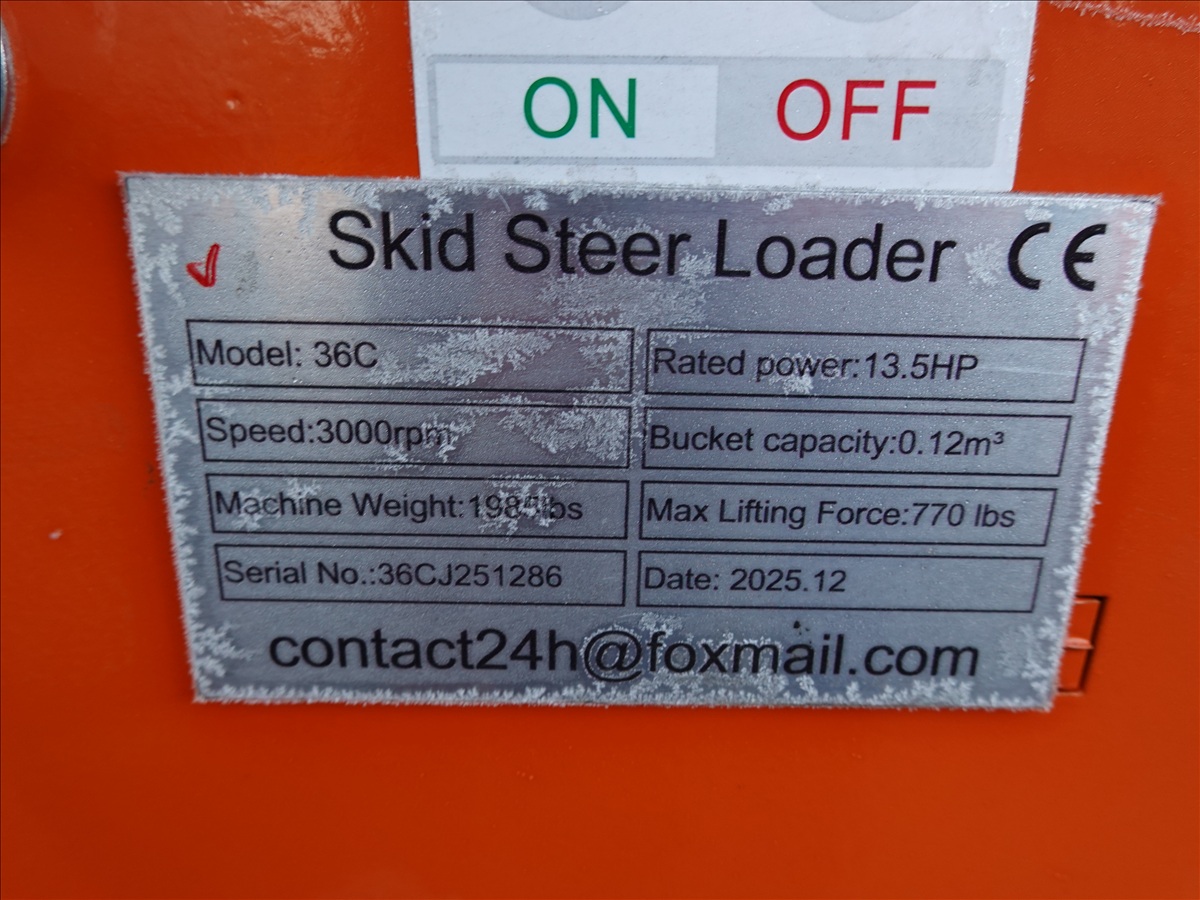 ON OFF
Skid Steer Loader CE
Model: 36C
Rated power:13.5HP
Speed:3000rpm
Bucket capacity:0.12m³
Machine Weight:
Max Lifting Force:770 lbs
Serial No.:36CJ251286
Date: 2025.12
contact24h@foxmail.com